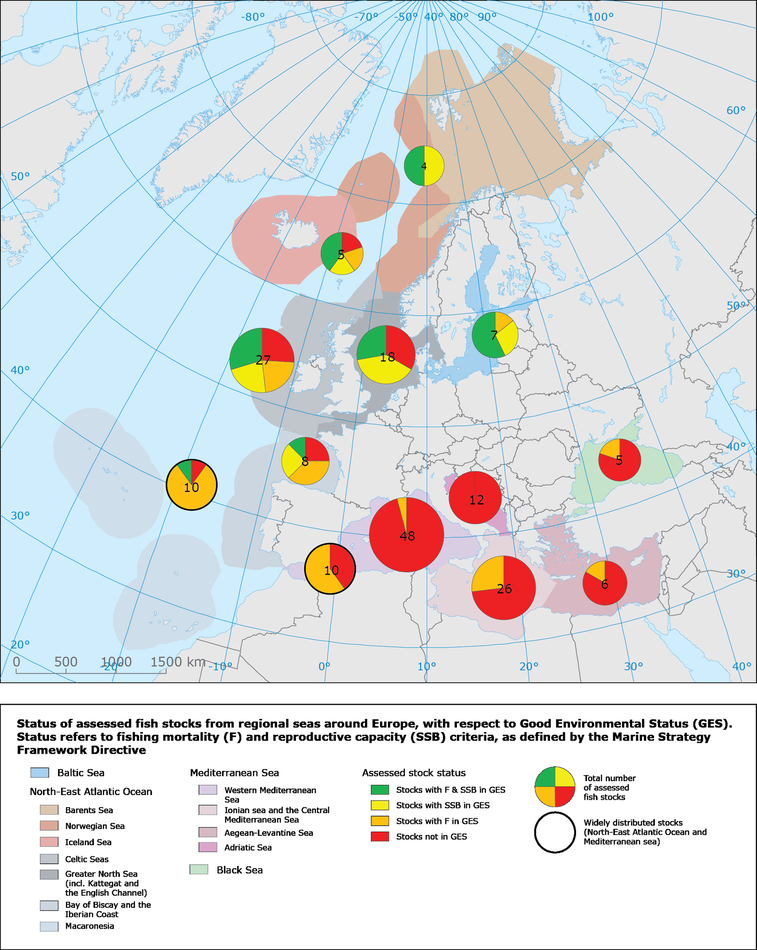 -80°
-70°
-50°
40°
80°
90°
100°
60°
50°
4
5
50°
7
27
18
40°
40°
8
5
10
12
30°
48
10
26
6
30°
20°
0
500
1000
1500 km
20°
-10°
0°
10°
20°
30°
40°
Status of assessed fish stocks from regional seas around Europe, with respect to Good Environmental Status (GES).
Status refers to fishing mortality (F) and reproductive capacity (SSB) criteria, as defined by the Marine Strategy
Framework Directive
Baltic Sea
North-East Atlantic Ocean
Barents Sea
Norwegian Sea
Iceland Sea
Celtic Seas
Greater North Sea
(incl. Kattegat and
the English Channel)
Bay of Biscay and the
Iberian Coast
Macaronesia
Mediterranean Sea
Western Mediterranean
Sea
Ionian sea and the Central
Mediterranean Sea
Aegean-Levantine Sea
Adriatic Sea
Black Sea
Assessed stock status
Stocks with F & SSB in GES
Stocks with SSB in GES
Stocks with F in GES
Stocks not in GES
Total number
of assessed
fish stocks
Widely distributed stocks
(North-East Atlantic Ocean and
Mediterranean sea)